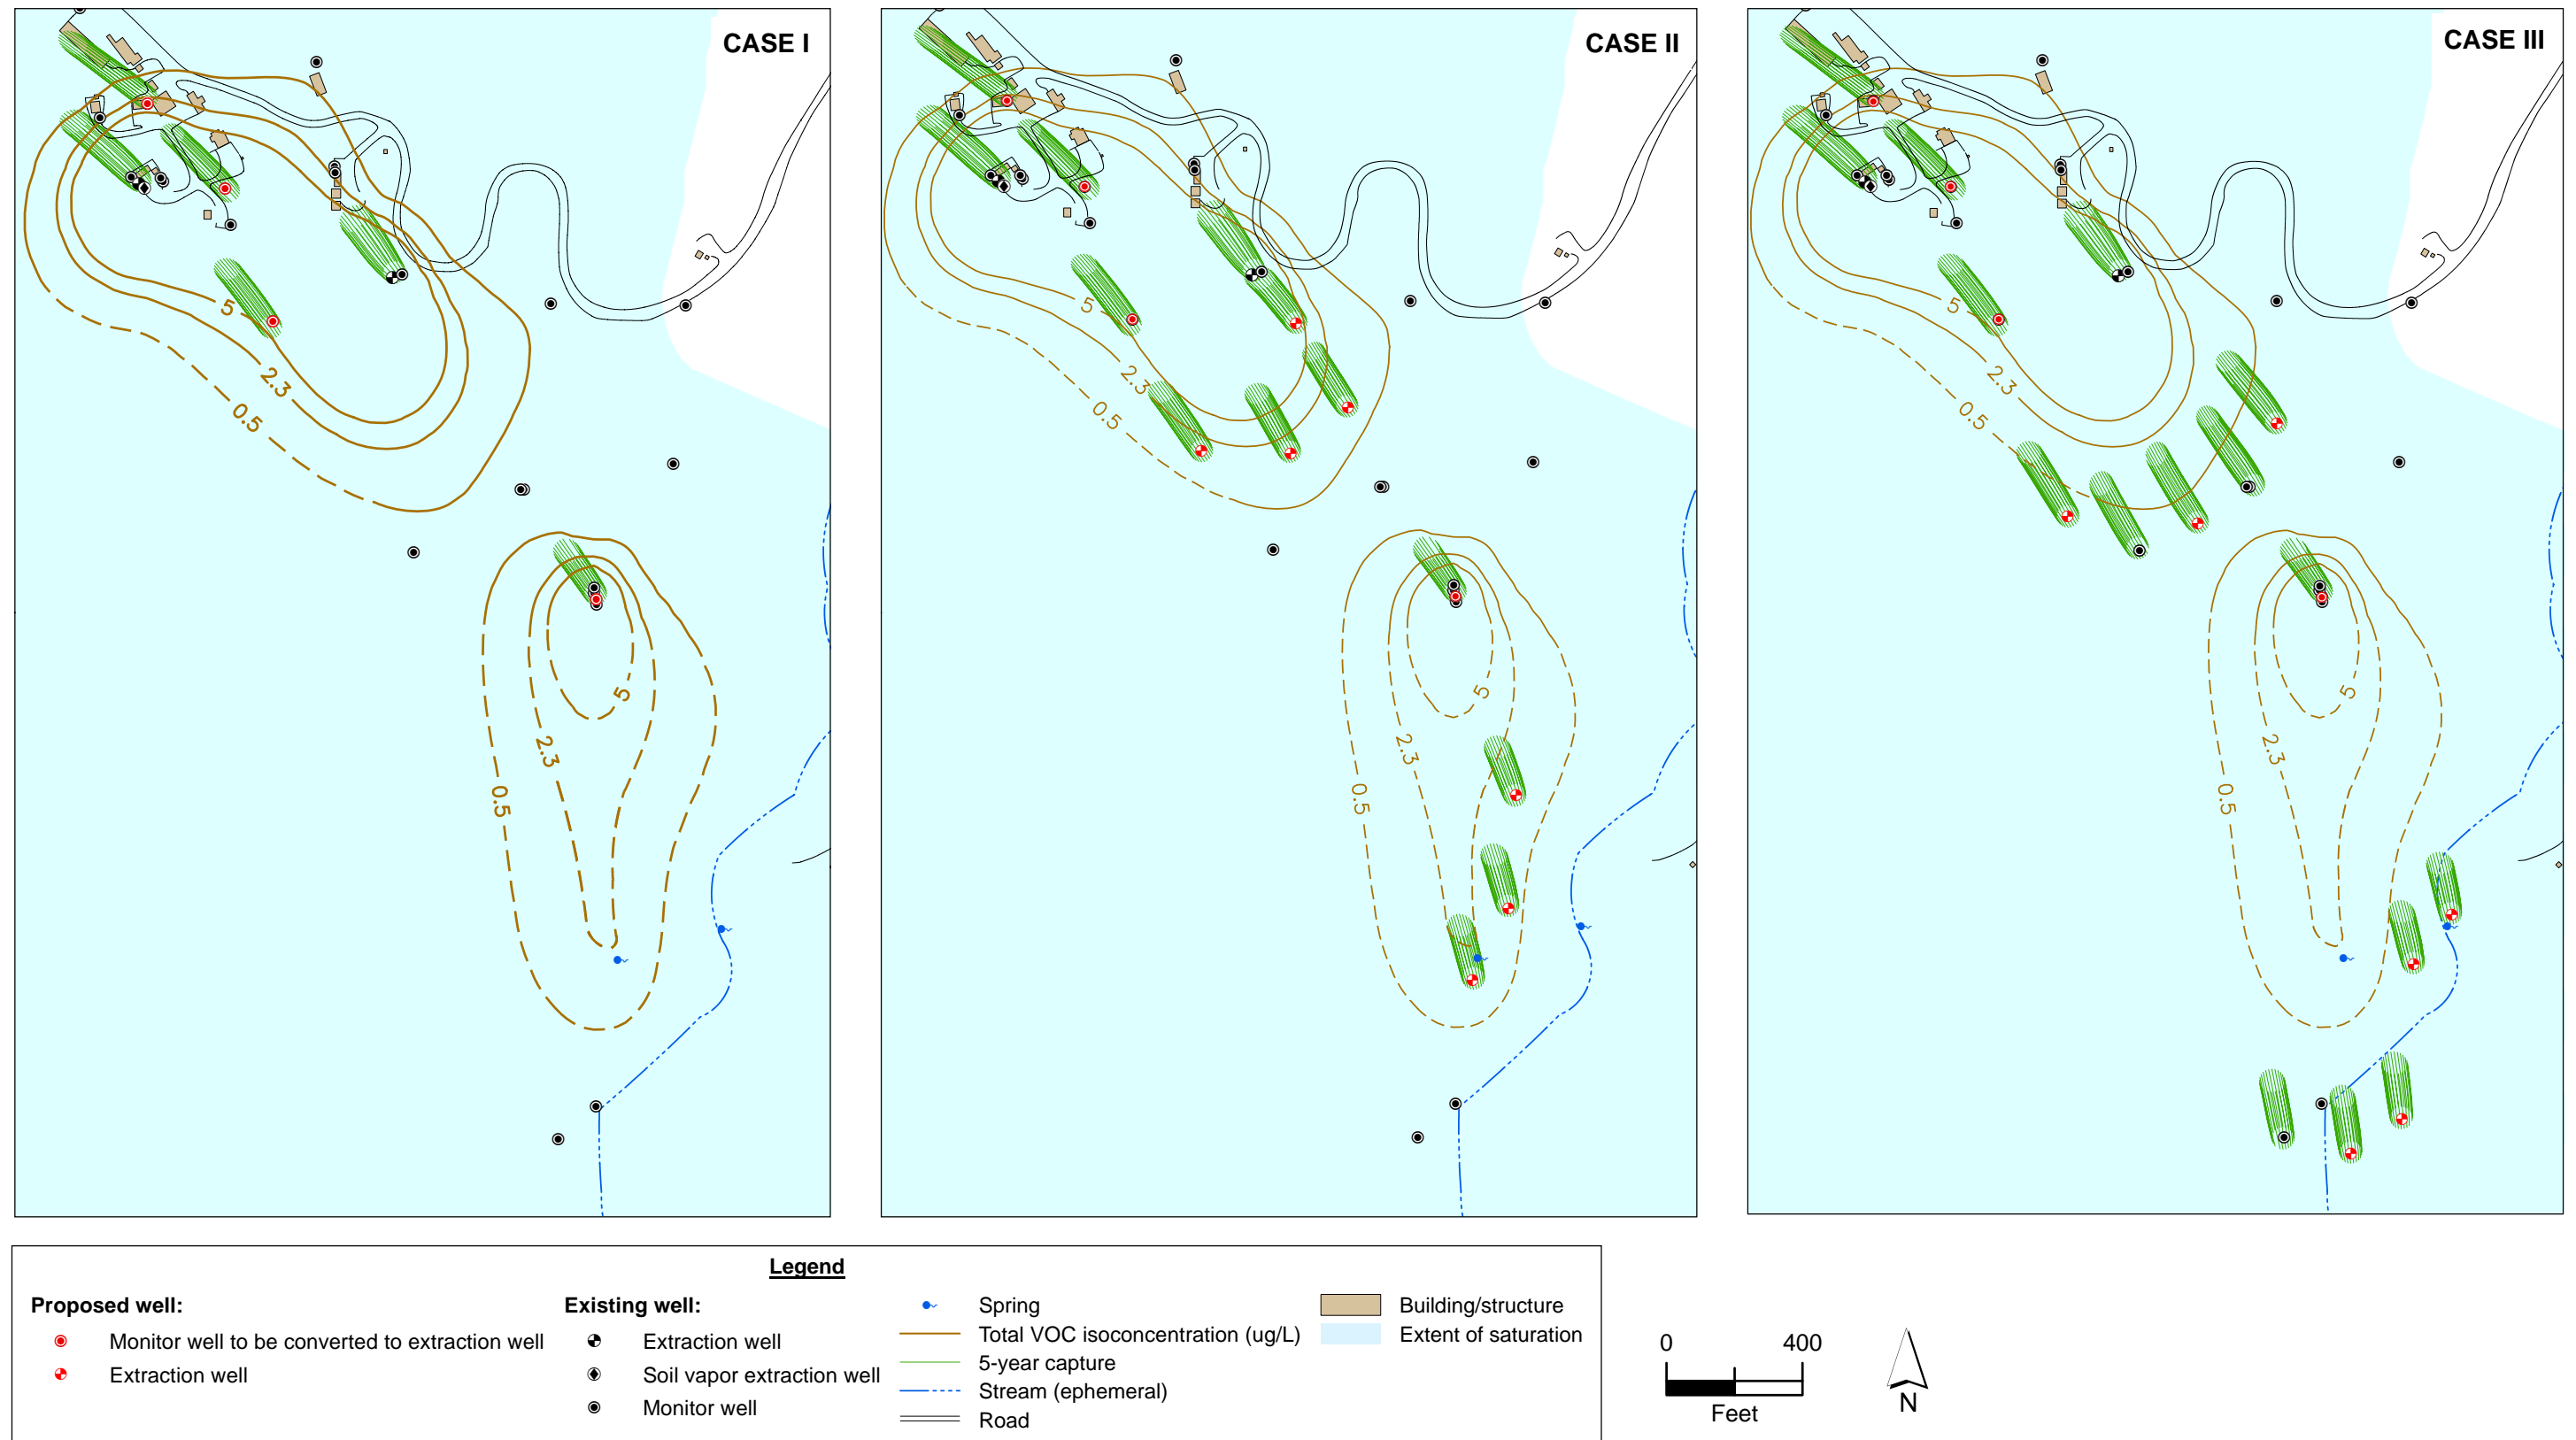 CASE I
5
2.3
0.5
5
2.3
0.5
CASE II
5
2.3
0.5
5
2.3
0.5
CASE III
5
2.3
0.5
5
2.3
0.5
Legend
Proposed well:
Monitor well to be converted to extraction well
Extraction well
Existing well:
Extraction well
Soil vapor extraction well
Monitor well
Spring
Total VOC isoconcentration (ug/L)
5-year capture
Stream (ephemeral)
Road
Building/structure
Extent of saturation
0 400
Feet
N